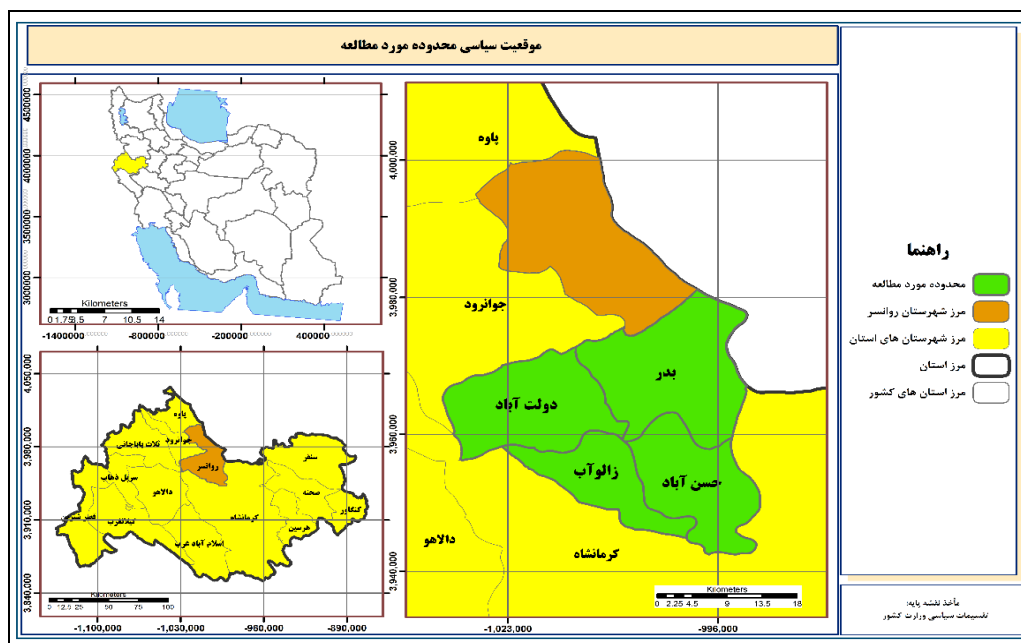 موقعیت سیاسی محدوده مورد مطالعه
4500000
4000000
3500000
3000000
Kilometers
0 1.75 3.5 7 10.5 14
-1400000 -800000 -200000 400000
4,050,000
3,980,000
3,910,000
3,840,000
پاوه
جوانرود
ثلاث باباجانی
روانسر
سنقر
سرپل ذهاب
دالاهو
صحنه
کنگاور
کرمانشاه
گیلانغرب
قصر شیرین
هرسین
اسلام آباد غرب
Kilometers
0 12.5 25 50 75 100
-1,100,000 -1,030,000 -960,000 -890,000
4,000,000
3,980,000
3,960,000
3,940,000
پاوه
جوانرود
بدر
دولت آباد
زالوآب
حسن آباد
دالاهو
کرمانشاه
Kilometers
0 2.25 4.5 9 13.5 18
-1,023,000 -996,000
راهنما
محدوده مورد مطالعه
مرز شهرستان روانسر
مرز شهرستان های استان
مرز استان
مرز استان های کشور
مآخذ نقشه پایه:
تقسیمات سیاسی وزارت کشور